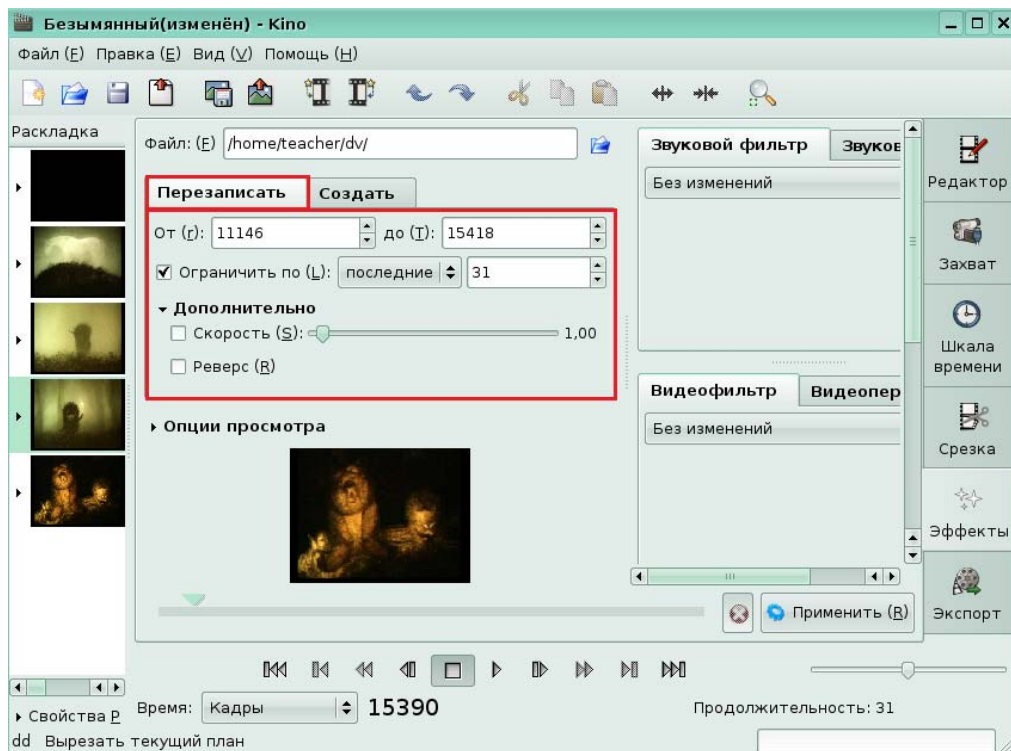 Безымянный(изменён) - Kino
Файл (F) Правка (E) Вид (V) Помощь (H)
Раскладка
Файл: (F) /home/teacher/dv/
Перезаписать Создать
От (r): 11146 до (T): 15418
Ограничить по (L): последние 31
Дополнительно
Скорость (S): 1,00
Реверс (R)
Опции просмотра
Звуковой фильтр Звуков
Без изменений
Видеофильтр Видеопер
Без изменений
Применить (R)
Редактор
Захват
Шкала
времени
Срезка
Эффекты
Экспорт
Свойства Р
Время: Кадры 15390
Продолжительность: 31
dd Вырезать текущий план